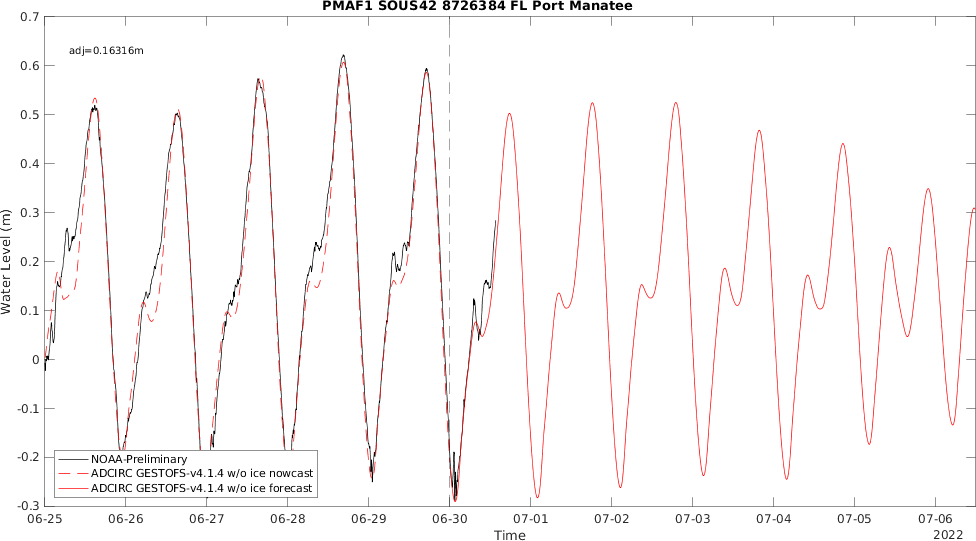 PMAF1 SOUS42 8726384 FL Port Manatee
adj=0.16316m
Water Level (m)
0.7
0.6
0.5
0.4
0.3
0.2
0.1
0
-0.1
-0.2
-0.3
NOAA-Preliminary
ADCIRC GESTOFS-v4.1.4 w/o ice nowcast
ADCIRC GESTOFS-v4.1.4 w/o ice forecast
06-25 06-26 06-27 06-28 06-29 06-30 07-01 07-02 07-03 07-04 07-05 07-06
Time
2022